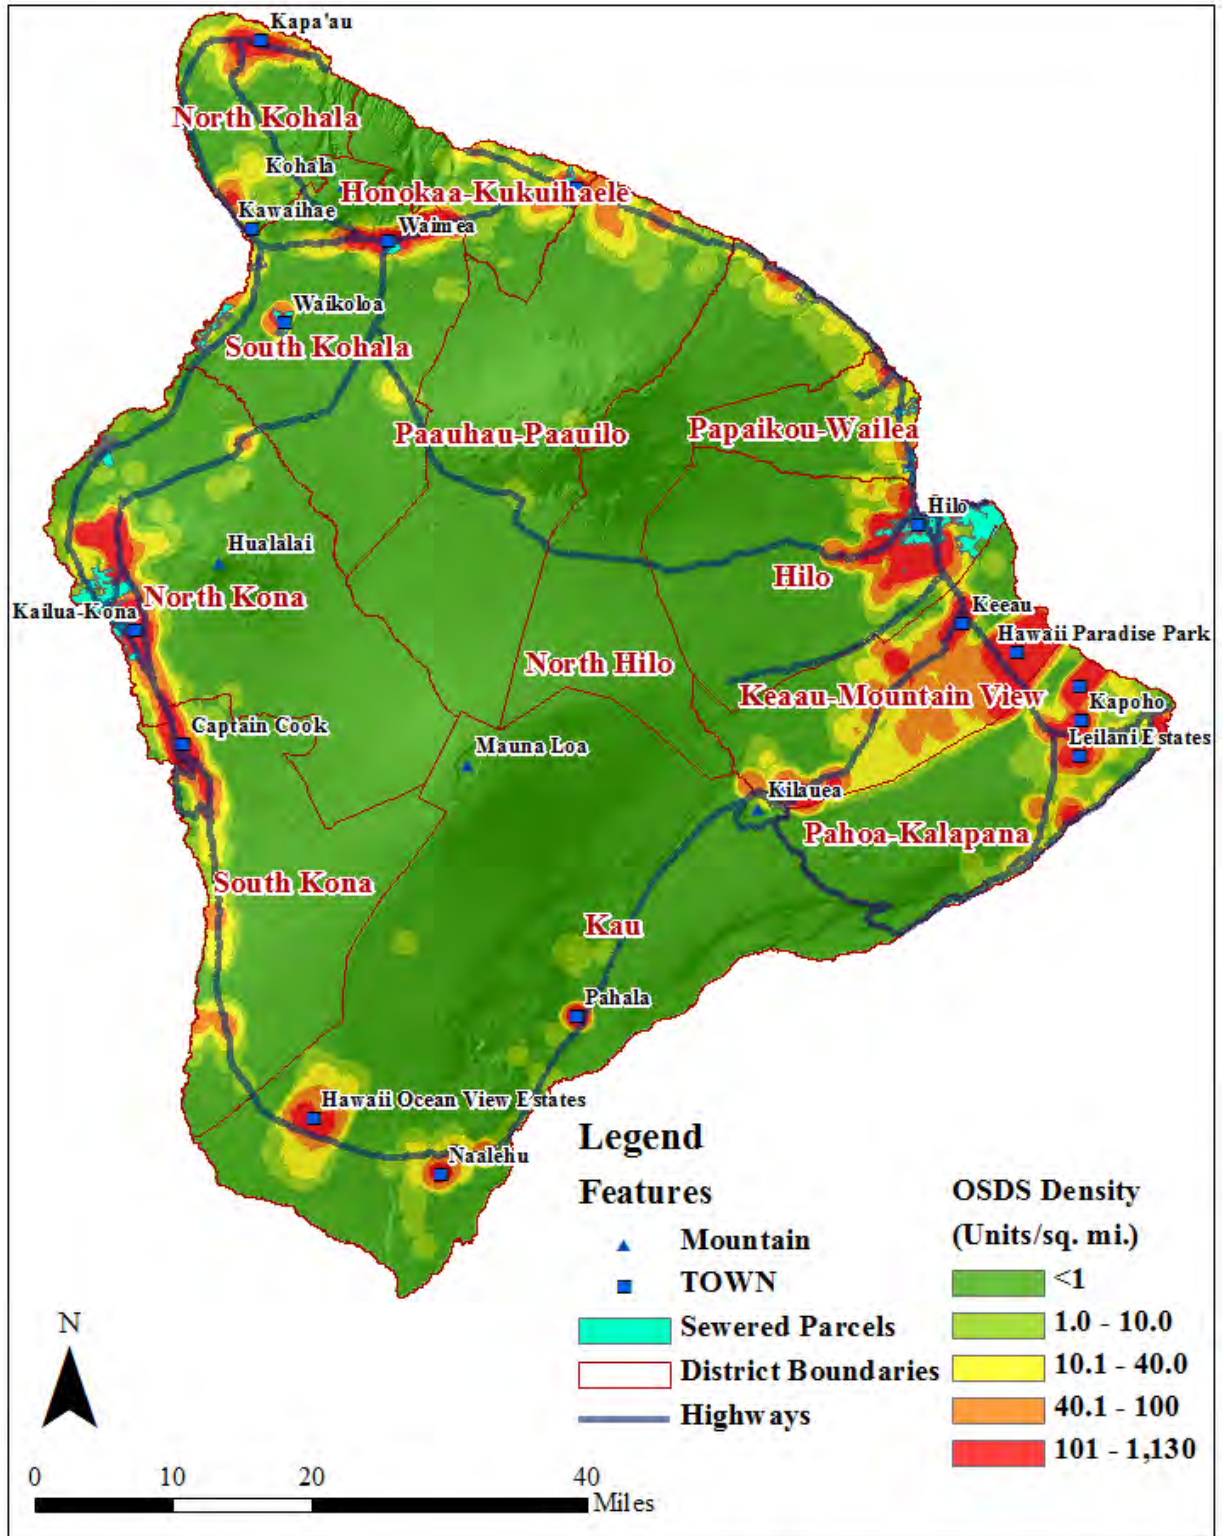 Kapa'au
North Kohala
Kohala
Honokaa-Kukuihaele
Kawaihae
Waimea
Waikoloa
South Kohala
Paauhau-Paauilo
Papaikou-Wailea
Hilo
Hualalai
Hilo
North Kona
Kailua-Kona
Keeau
Hawaii Paradise Park
North Hilo
Keaau-Mountain View
Kapoho
Captain Cook
Mauna Loa
Leilani Estates
Kilauea
Pahoa-Kalapana
South Kona
Kau
Pahala
Hawaii Ocean View Estates
Naalehu
Legend
Features
Mountain
TOWN
Sewered Parcels
District Boundaries
Highways
OSDS Density
(Units/sq. mi.)
<1
1.0 - 10.0
10.1 - 40.0
40.1 - 100
101 - 1,130
N
0 10 20 40
Miles